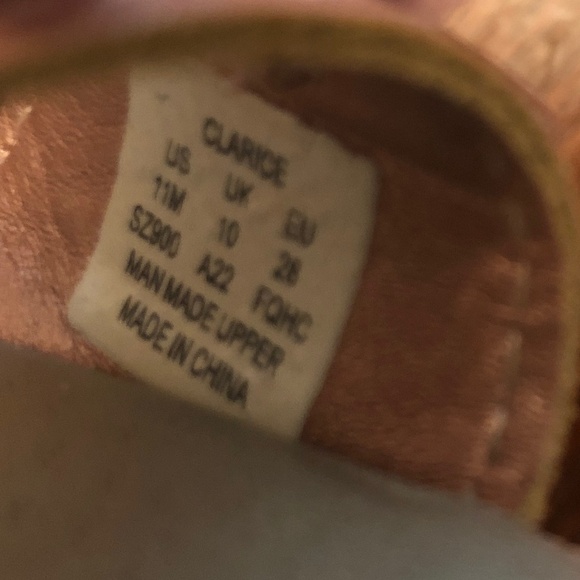 CLARICE
US UK EU
11M 10 28
SZ900 A22 FQHC
MAN MADE UPPER
MADE IN CHINA